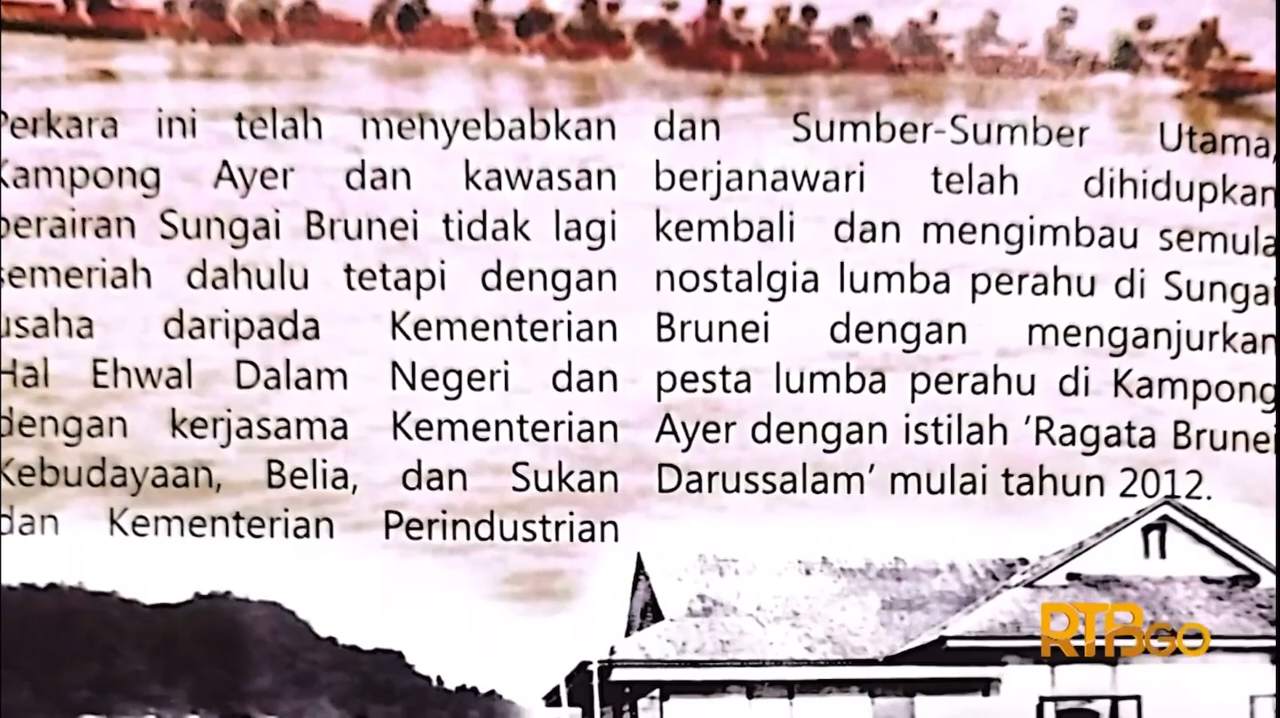 Perkara ini telah menyebabkan
Kampong Ayer dan kawasan
perairan Sungai Brunei tidak lagi
semeriah dahulu tetapi dengan
usaha daripada Kementerian
Hal Ehwal Dalam Negeri dan
dengan kerjasama Kementerian
Kebudayaan, Belia, dan Sukan
dan Kementerian Perindustrian
dan Sumber-Sumber Utama,
berjanawari telah dihidupkan
kembali dan mengimbau semula
nostalgia lumba perahu di Sungai
Brunei dengan menganjurkan
pesta lumba perahu di Kampong
Ayer dengan istilah 'Ragata Brunei
Darussalam' mulai tahun 2012.
RTBGO